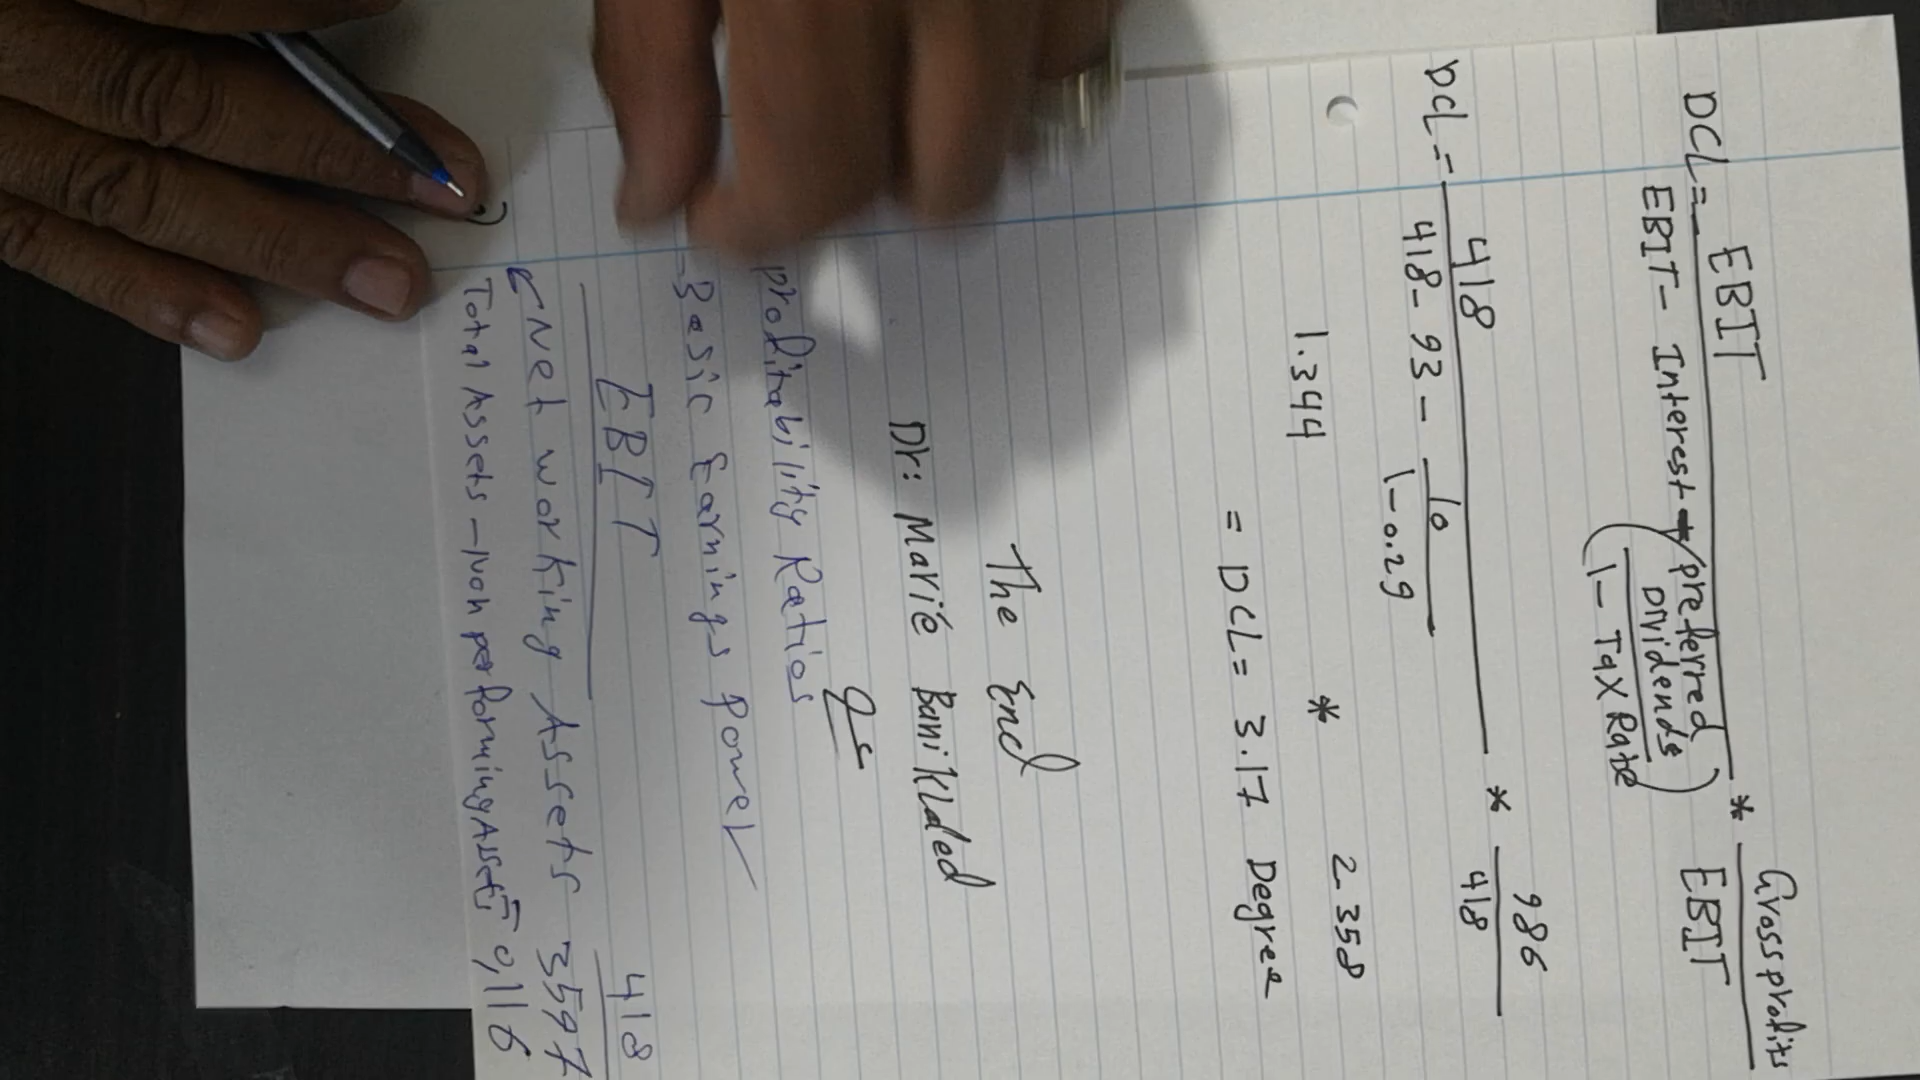 DCL = EBIT * Gross profits
EBIT - Interest - (preferred Dividends EBIT
1 - Tax Rate)
DCL = 418 * 986
418 - 93 - 10 418
1 - 0.29
1.344 * 2.358
= DCL = 3.17 Degree
The End
Dr: Marie Bani Khaled
profitability Ratios
Basic Earnings Power
EBIT 418
Net working Assets 3597
Total Assets - Non performing Assets = 0,116